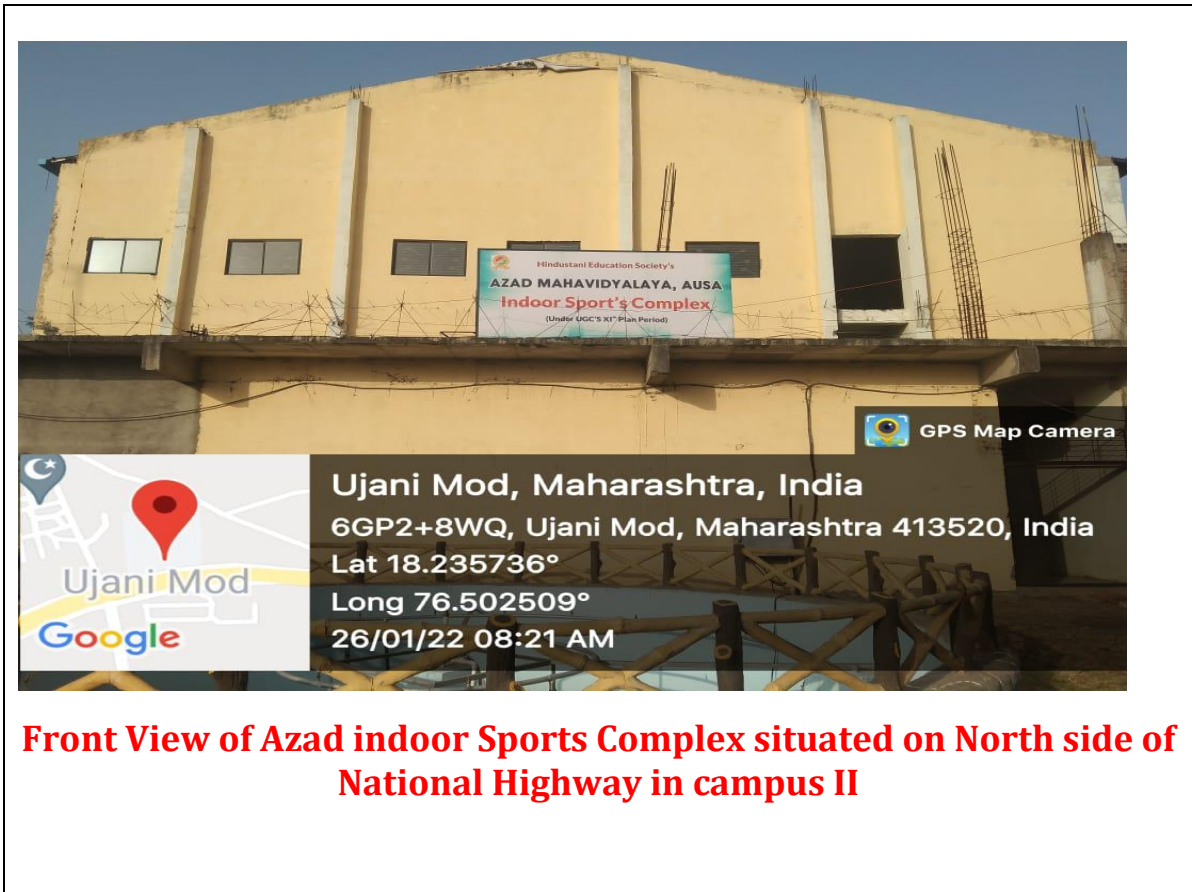 Hindustani Education Society's
AZAD MAHAVIDYALAYA, AUSA
Indoor Sport's Complex
(Under UGC'S XIth Plan Period)
GPS Map Camera
Ujani Mod
Google
Ujani Mod, Maharashtra, India
6GP2+8WQ, Ujani Mod, Maharashtra 413520, India
Lat 18.235736°
Long 76.502509°
26/01/22 08:21 AM
Front View of Azad indoor Sports Complex situated on North side of
National Highway in campus II